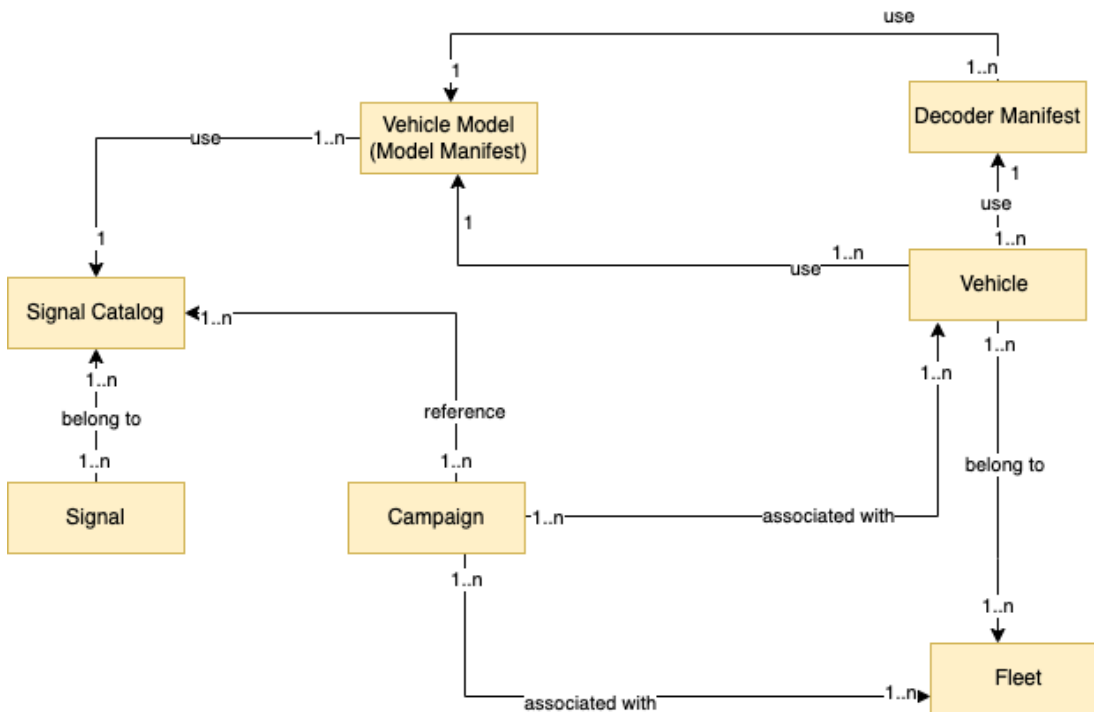 use
1
1..n
Vehicle Model
(Model Manifest)
Decoder Manifest
use
1..n
1
use
1
1..n
1..n
use
1
Signal Catalog
1..n
Vehicle
1..n
1..n
1..n
belong to
reference
belong to
1..n
1..n
Signal
Campaign
1..n
associated with
1..n
1..n
Fleet
1..n
associated with